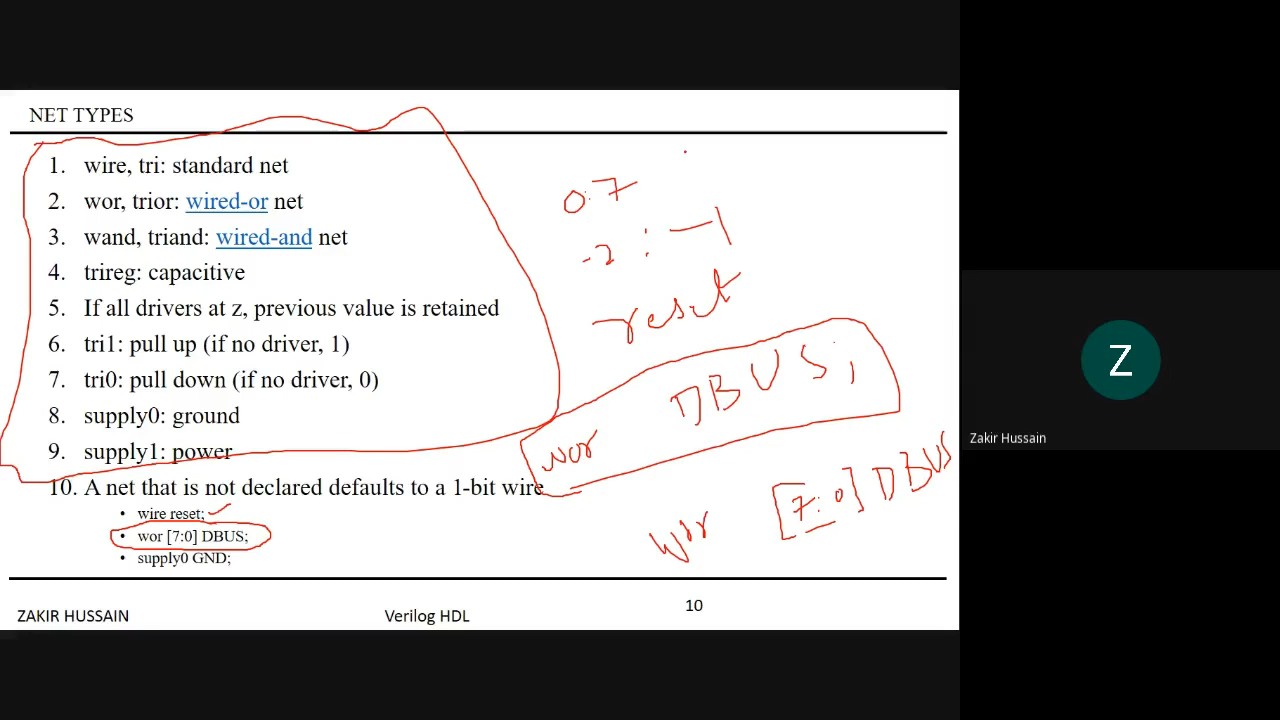 NET TYPES
1. wire, tri: standard net
2. wor, trior: wired-or net
3. wand, triand: wired-and net
4. trireg: capacitive
5. If all drivers at z, previous value is retained
6. tri1: pull up (if no driver, 1)
7. tri0: pull down (if no driver, 0)
8. supply0: ground
9. supply1: power
10. A net that is not declared defaults to a 1-bit wire
• wire reset;
• wor [7:0] DBUS;
• supply0 GND;
0:7
-2 : -1
reset
wor DBUS;
wor [7:0] DBUS
ZAKIR HUSSAIN
Verilog HDL
10
Z
Zakir Hussain